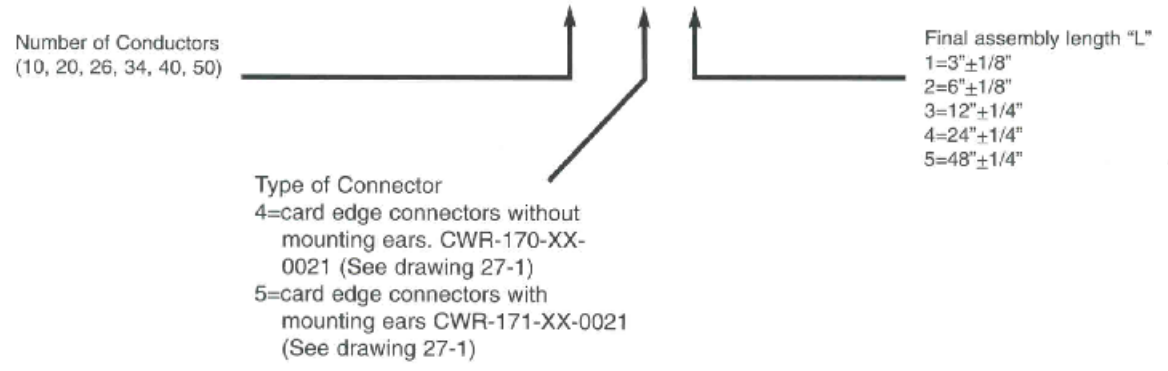 Number of Conductors
(10, 20, 26, 34, 40, 50)
Final assembly length “L”
1=3”±1/8”
2=6”±1/8”
3=12”±1/4”
4=24”±1/4”
5=48”±1/4”
Type of Connector
4=card edge connectors without
mounting ears. CWR-170-XX-
0021 (See drawing 27-1)
5=card edge connectors with
mounting ears CWR-171-XX-0021
(See drawing 27-1)